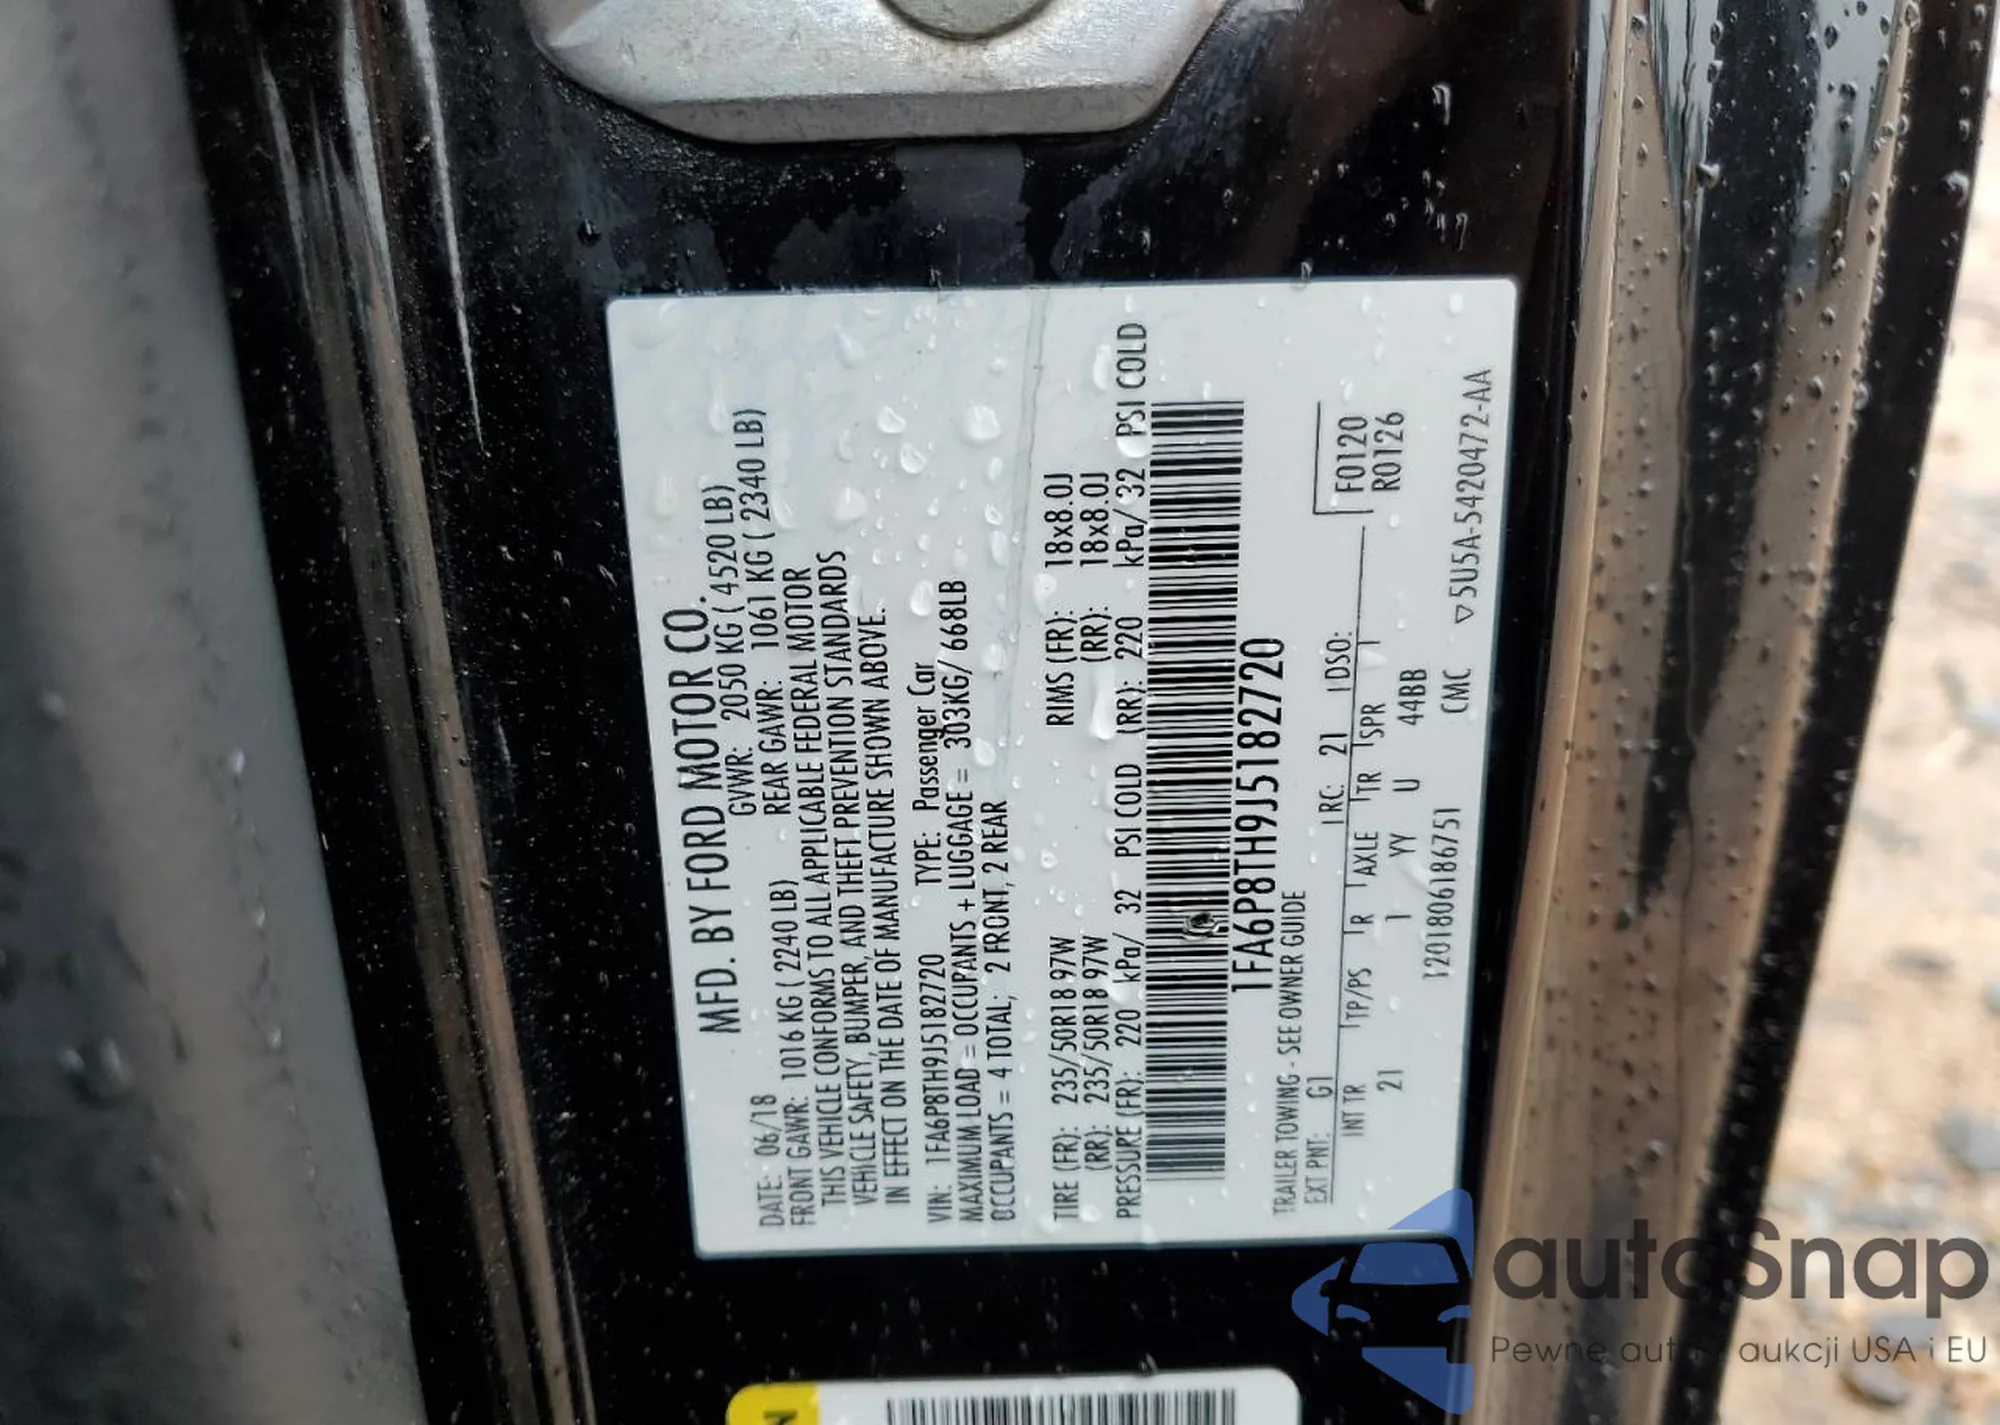 MFD. BY FORD MOTOR CO.
DATE: 06/18 GVWR: 2050 KG ( 4520 LB)
FRONT GAWR: 1016 KG ( 2240 LB) REAR GAWR: 1061 KG ( 2340 LB)
THIS VEHICLE CONFORMS TO ALL APPLICABLE FEDERAL MOTOR
VEHICLE SAFETY, BUMPER, AND THEFT PREVENTION STANDARDS
IN EFFECT ON THE DATE OF MANUFACTURE SHOWN ABOVE.
VIN: 1FA6P8TH9J5182720 TYPE: Passenger Car
MAXIMUM LOAD = OCCUPANTS + LUGGAGE = 303KG/ 668LB
OCCUPANTS = 4 TOTAL; 2 FRONT, 2 REAR
TIRE (FR): 235/50R18 97W RIMS (FR): 18x8.0J
(RR): 235/50R18 97W (RR): 18x8.0J
PRESSURE (FR): 220 kPa/ 32 PSI COLD (RR): 220 kPa/ 32 PSI COLD
1FA6P8TH9J5182720
TRAILER TOWING - SEE OWNER GUIDE
EXT PNT: G1 RC: 21 DSO: F0120
INT TR TP/PS R AXLE TR SPR R0126
21 1 YY U 44BB
1201806186751 CMC ▽5U5A-5420472-AA
autoSnap
Pewne auta z aukcji USA i EU